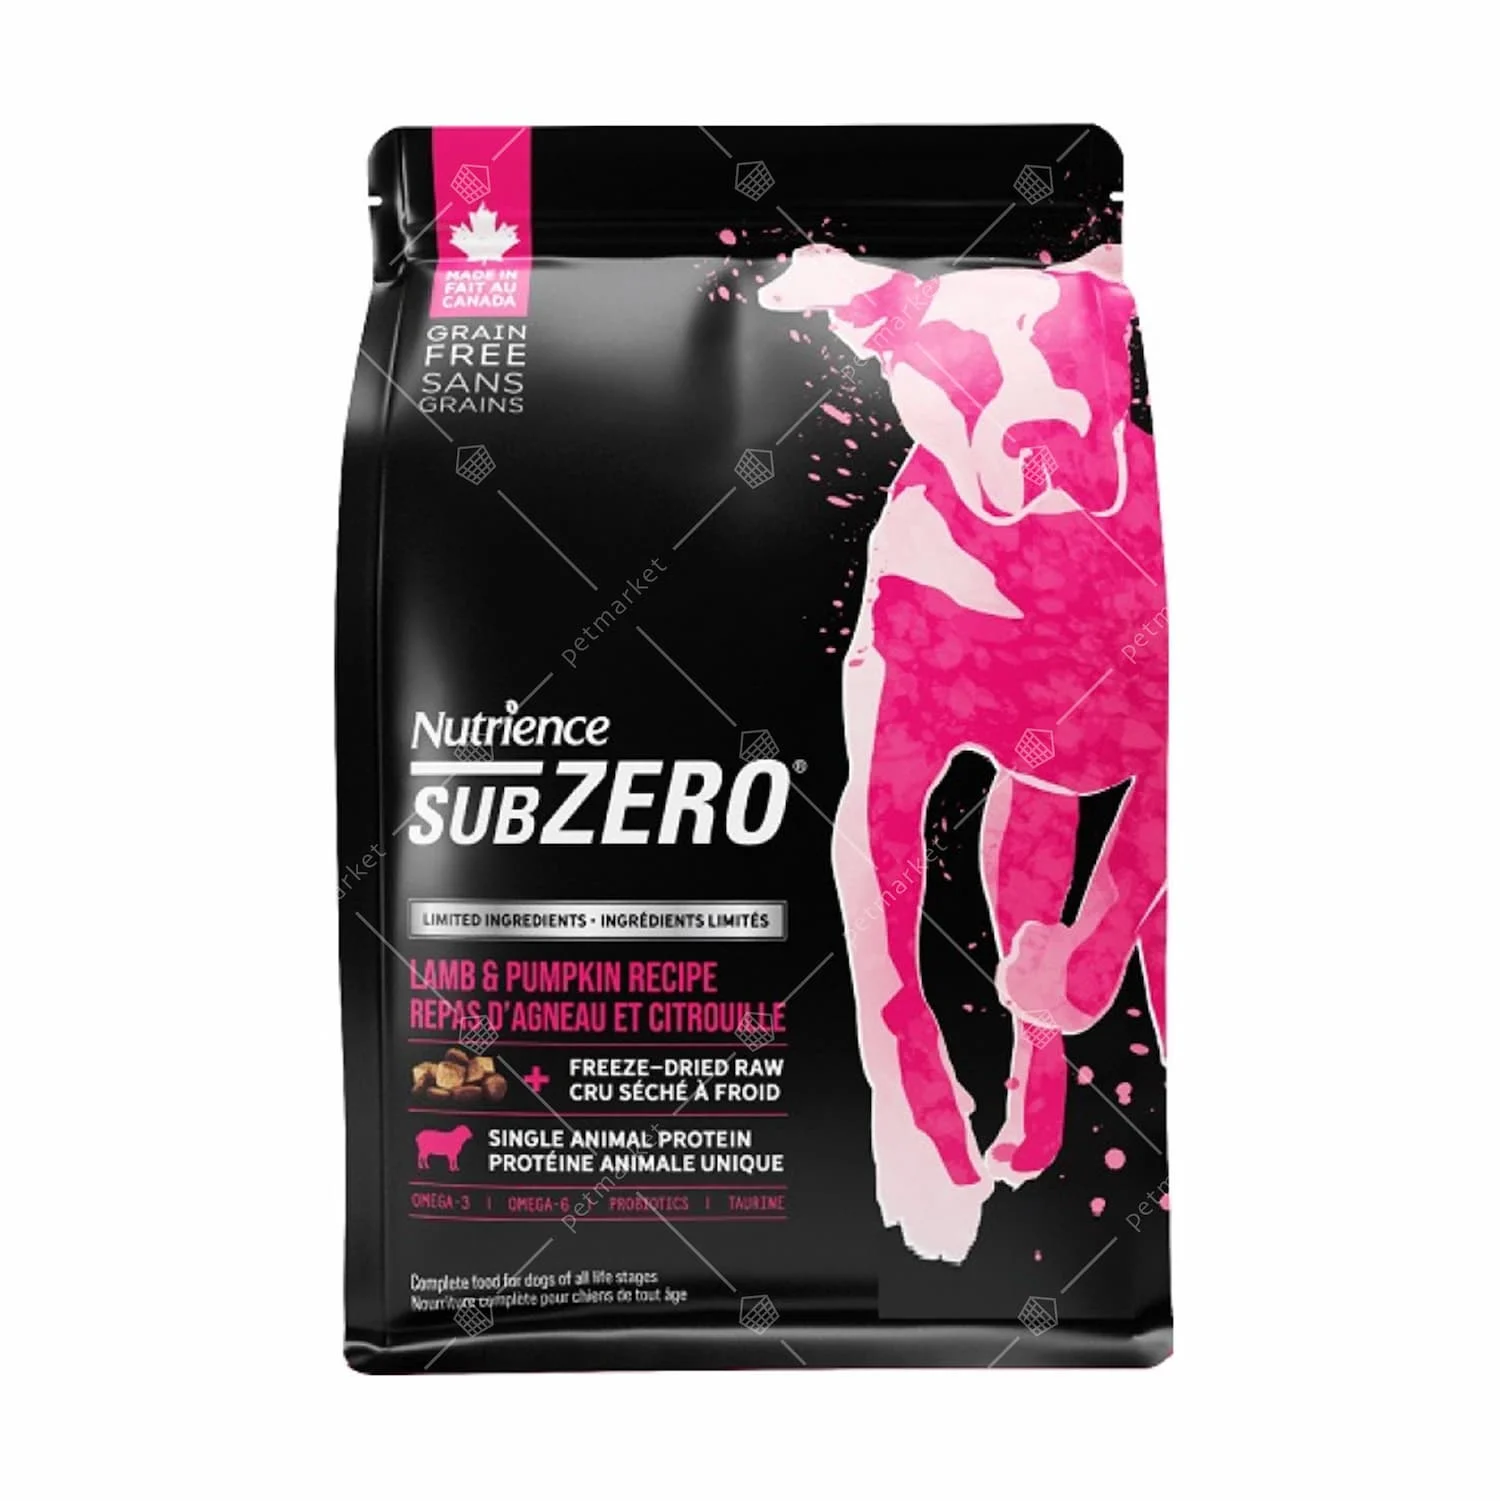 MADE IN
FAIT AU
CANADA
GRAIN
FREE
SANS
GRAINS
Nutrience
SUBZERO®
LIMITED INGREDIENTS • INGRÉDIENTS LIMITÉS
LAMB & PUMPKIN RECIPE
REPAS D'AGNEAU ET CITROUILLE
+ FREEZE-DRIED RAW
CRU SÉCHÉ À FROID
SINGLE ANIMAL PROTEIN
PROTÉINE ANIMALE UNIQUE
OMEGA-3 | OMEGA-6 | PROBIOTICS | TAURINE
Complete food for dogs of all life stages
Nourriture complète pour chiens de tout âge
petmarket
petmarket
petmarket
petmarket